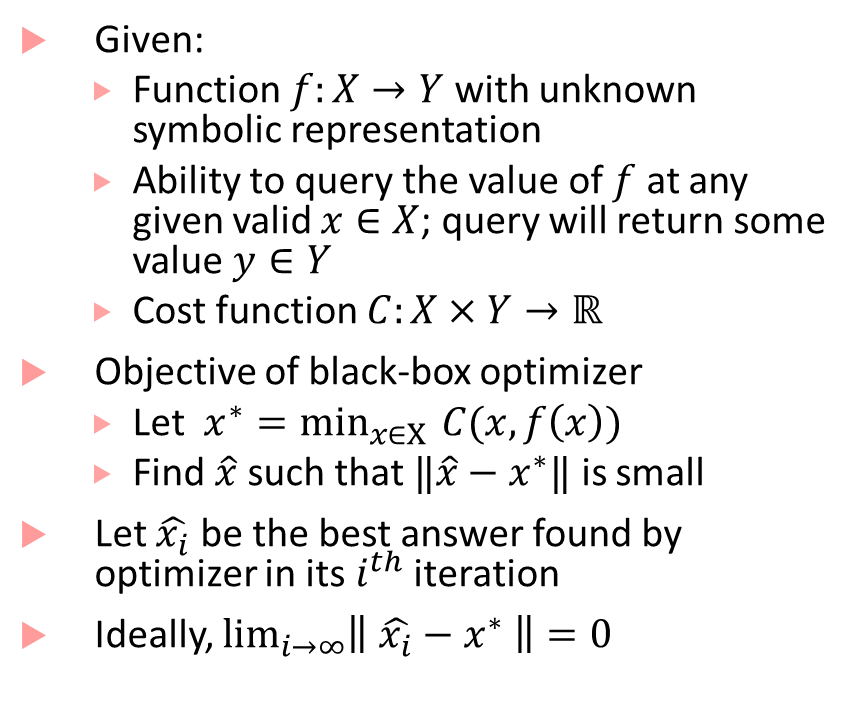 Given:
Function f: X → Y with unknown
symbolic representation
Ability to query the value of f at any
given valid x ∈ X; query will return some
value y ∈ Y
Cost function C: X × Y → ℝ
Objective of black-box optimizer
Let x* = min_{x∈X} C(x, f(x))
Find x̂ such that ‖x̂ − x*‖ is small
Let x̂_i be the best answer found by
optimizer in its i^{th} iteration
Ideally, lim_{i→∞}‖ x̂_i − x* ‖ = 0